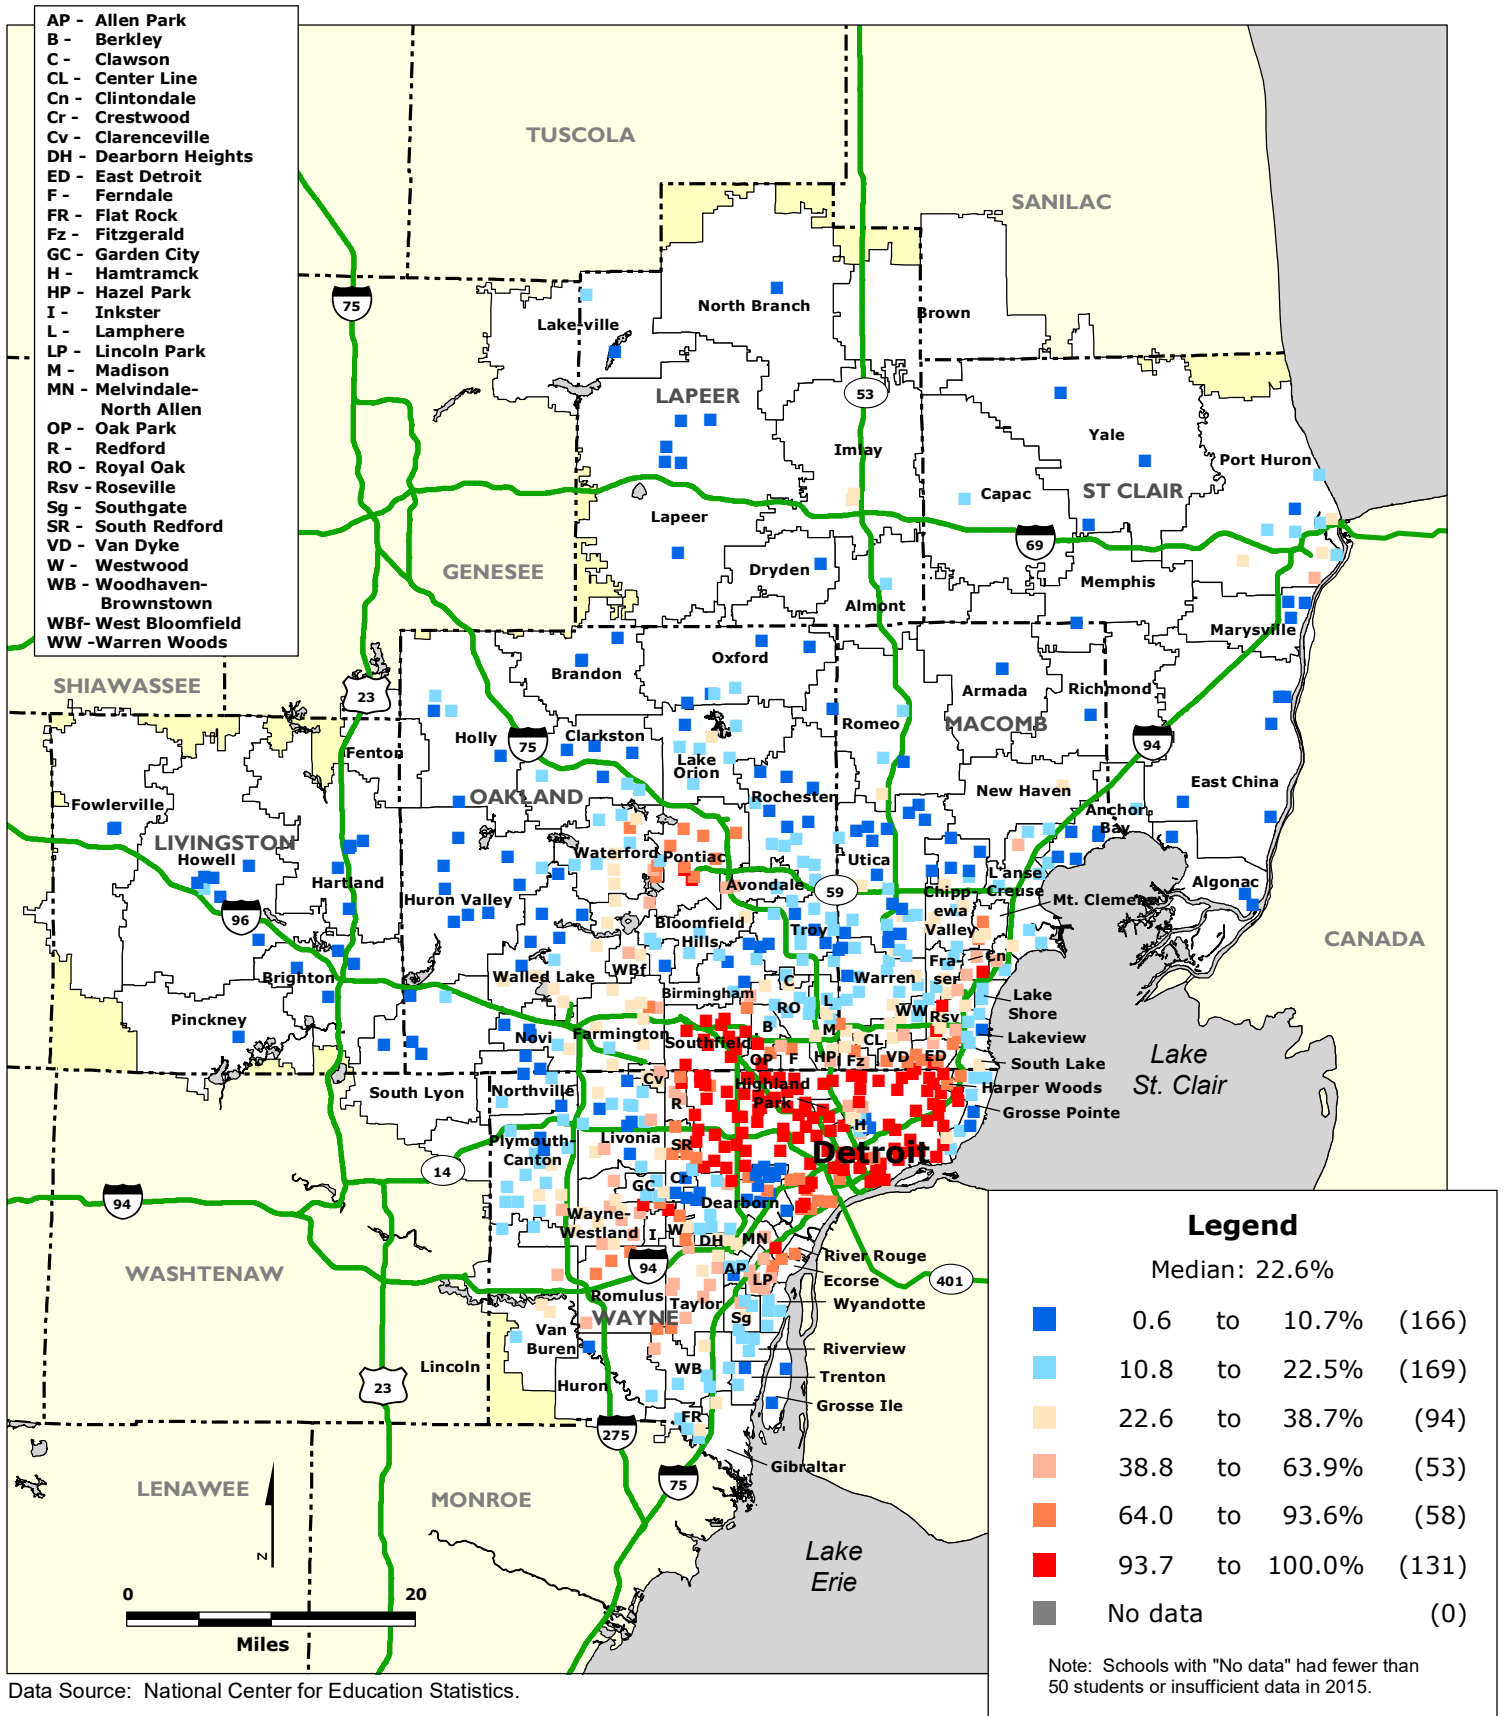 AP - Allen Park
B - Berkley
C - Clawson
CL - Center Line
Cn - Clintondale
Cr - Crestwood
Cv - Clarenceville
DH - Dearborn Heights
ED - East Detroit
F - Ferndale
FR - Flat Rock
Fz - Fitzgerald
GC - Garden City
H - Hamtramck
HP - Hazel Park
I - Inkster
L - Lamphere
LP - Lincoln Park
M - Madison
MN - Melvindale-
North Allen
OP - Oak Park
R - Redford
RO - Royal Oak
Rsv - Roseville
Sg - Southgate
SR - South Redford
VD - Van Dyke
W - Westwood
WB - Woodhaven-
Brownstown
WBf- West Bloomfield
WW -Warren Woods
TUSCOLA
SANILAC
75
North Branch
Brown
Lake-ville
LAPEER
53
Imlay
Yale
Port Huron
Capac
ST CLAIR
Lapeer
69
GENESEE
Dryden
Memphis
Almont
Marysville
Oxford
Brandon
SHIAWASSEE
23
Armada
Richmond
Romeo
MACOMB
Holly
75
Clarkston
94
Fenton
Lake
Orion
East China
OAKLAND
Rochester
New Haven
Fowlerville
Anchor
Bay
LIVINGSTON
Howell
Waterford
Pontiac
Utica
Hartland
Avondale
59
L'anse
Creuse
Algonac
Huron Valley
Chipp
ewa
Valley
Mt. Clemens
96
Bloomfield
Hills
Troy
CANADA
Walled Lake
WBf
Fra-
ser
Cn
Brighton
C
Warren
Birmingham
Lake
Shore
RO
L
WW
Rsv
Pinckney
B
M
Novi
Farmington
Southfield
CL
Lakeview
OP
F
HP
Fz
VD
ED
South Lake
Lake
St. Clair
Cv
Highland
Park
Harper Woods
South Lyon
Northville
R
Grosse Pointe
H
Livonia
SR
Plymouth-
Canton
Detroit
14
GC
Cr
94
Dearborn
Wayne-
Westland
I
W
DH
MN
River Rouge
WASHTENAW
94
AP
Ecorse
LP
401
Romulus
Taylor
Wyandotte
WAYNE
Sg
Van
Buren
Riverview
Lincoln
WB
Trenton
23
Huron
Grosse Ile
FR
275
Gibraltar
75
LENAWEE
MONROE
Lake
Erie
N
0 20
Miles
Legend
Median: 22.6%
0.6 to 10.7% (166)
10.8 to 22.5% (169)
22.6 to 38.7% (94)
38.8 to 63.9% (53)
64.0 to 93.6% (58)
93.7 to 100.0% (131)
No data (0)
Note: Schools with "No data" had fewer than
50 students or insufficient data in 2015.
Data Source: National Center for Education Statistics.